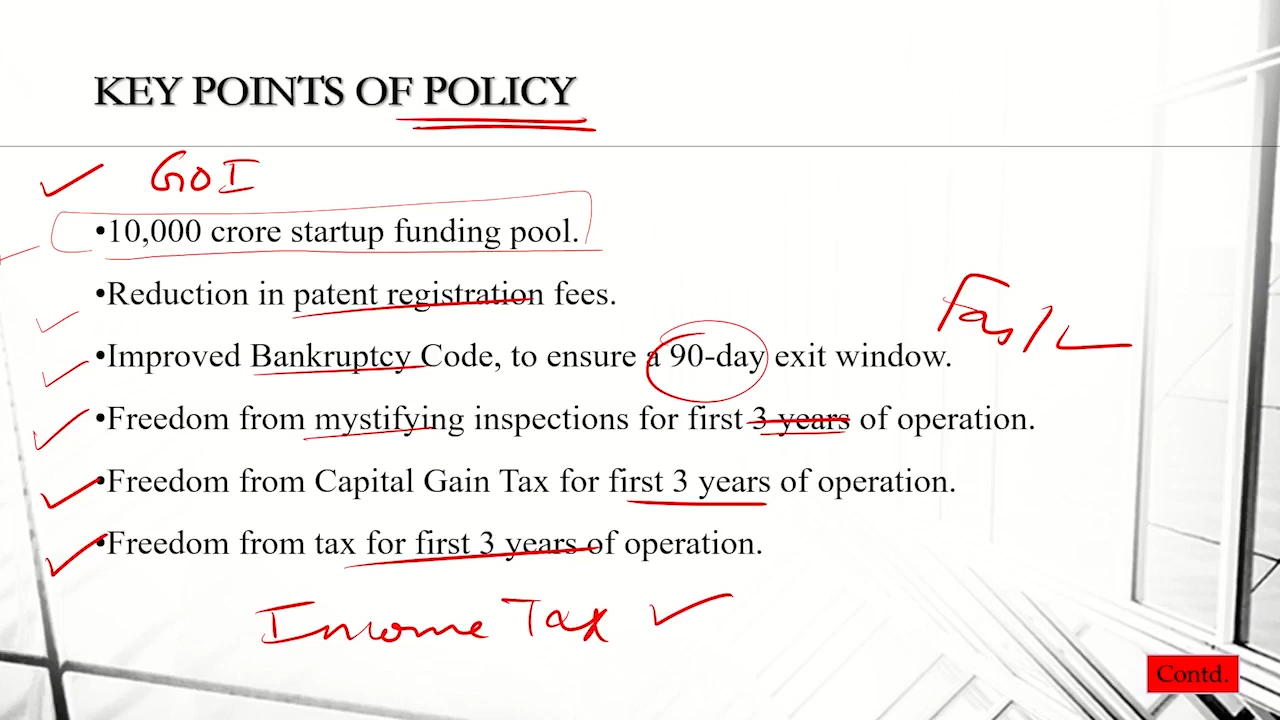 KEY POINTS OF POLICY
GOI
•10,000 crore startup funding pool.
•Reduction in patent registration fees.
•Improved Bankruptcy Code, to ensure a 90-day exit window.
•Freedom from mystifying inspections for first 3 years of operation.
•Freedom from Capital Gain Tax for first 3 years of operation.
•Freedom from tax for first 3 years of operation.
Income Tax
Contd.